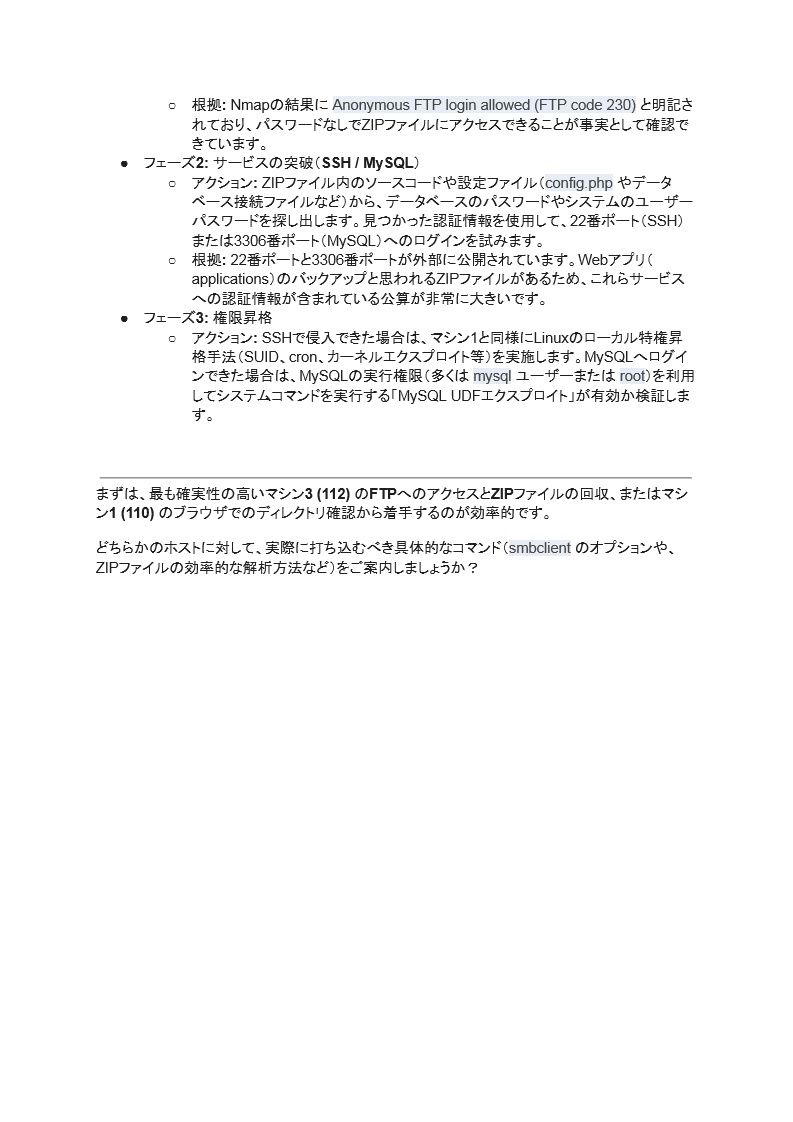 ○ 根拠: Nmapの結果に Anonymous FTP login allowed (FTP code 230) と明記さ
れており、パスワードなしでZIPファイルにアクセスできることが事実として確認で
きています。
● フェーズ2: サービスの突破（SSH / MySQL）
○ アクション: ZIPファイル内のソースコードや設定ファイル（config.php やデータ
ベース接続ファイルなど）から、データベースのパスワードやシステムのユーザー
パスワードを探し出します。見つかった認証情報を使用して、22番ポート（SSH）
または3306番ポート（MySQL）へのログインを試みます。
○ 根拠: 22番ポートと3306番ポートが外部に公開されています。Webアプリ（
applications）のバックアップと思われるZIPファイルがあるため、これらサービス
への認証情報が含まれている公算が非常に大きいです。
● フェーズ3: 権限昇格
○ アクション: SSHで侵入できた場合は、マシン1と同様にLinuxのローカル特権昇
格手法（SUID、cron、カーネルエクスプロイト等）を実施します。MySQLへログイ
ンできた場合は、MySQLの実行権限（多くは mysql ユーザーまたは root）を利用
してシステムコマンドを実行する「MySQL UDFエクスプロイト」が有効か検証しま
す。
まずは、最も確実性の高いマシン3 (112) のFTPへのアクセスとZIPファイルの回収、またはマシ
ン1 (110) のブラウザでのディレクトリ確認から着手するのが効率的です。
どちらかのホストに対して、実際に打ち込むべき具体的なコマンド（smbclient のオプションや、
ZIPファイルの効率的な解析方法など）をご案内しましょうか？